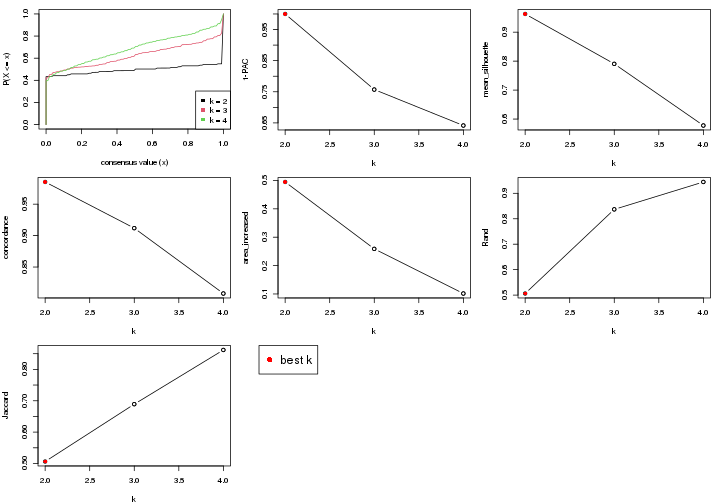 P(X <= x)
0.0 0.2 0.4 0.6 0.8 1.0
k = 2
k = 3
k = 4
0.0 0.2 0.4 0.6 0.8 1.0
consensus value (x)
1-PAC
0.65 0.75 0.85 0.95
2.0 2.5 3.0 3.5 4.0
k
mean_silhouette
0.6 0.7 0.8 0.9
2.0 2.5 3.0 3.5 4.0
k
concordance
0.85 0.90 0.95
2.0 2.5 3.0 3.5 4.0
k
area_increased
0.1 0.2 0.3 0.4 0.5
2.0 2.5 3.0 3.5 4.0
k
Rand
0.5 0.6 0.7 0.8 0.9
2.0 2.5 3.0 3.5 4.0
k
Jaccard
0.50 0.60 0.70 0.80
2.0 2.5 3.0 3.5 4.0
k
best k